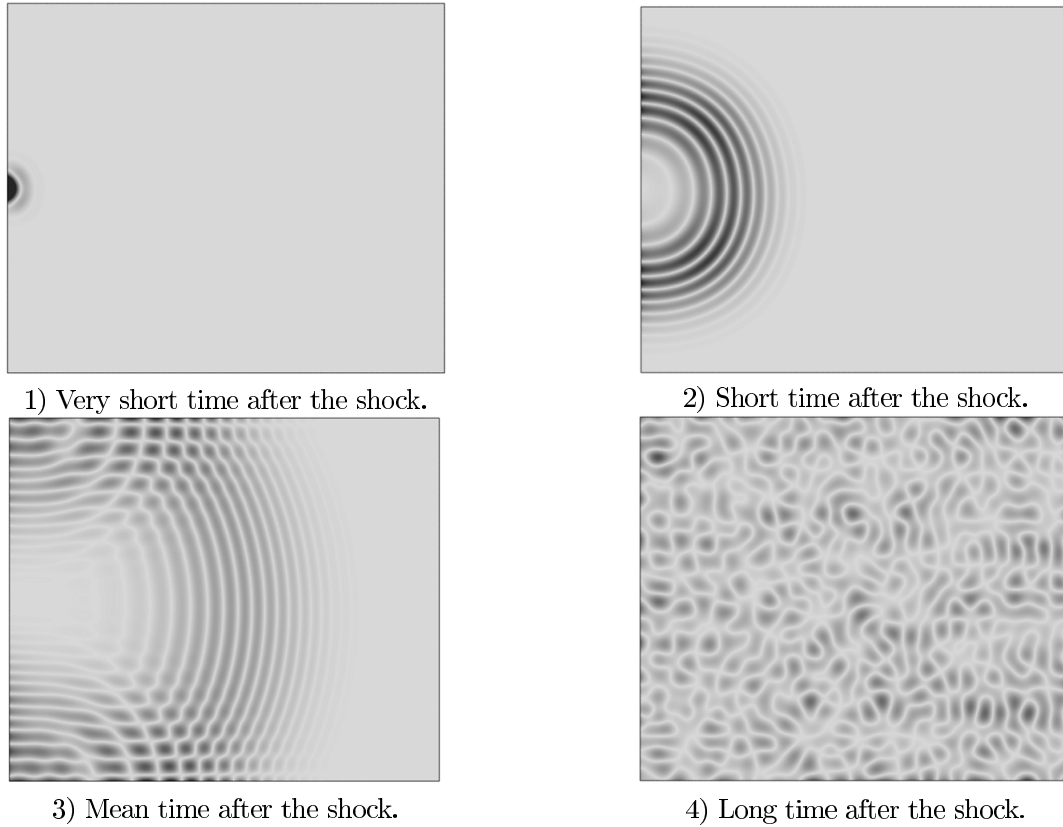 1) Very short time after the shock.
2) Short time after the shock.
3) Mean time after the shock.
4) Long time after the shock.